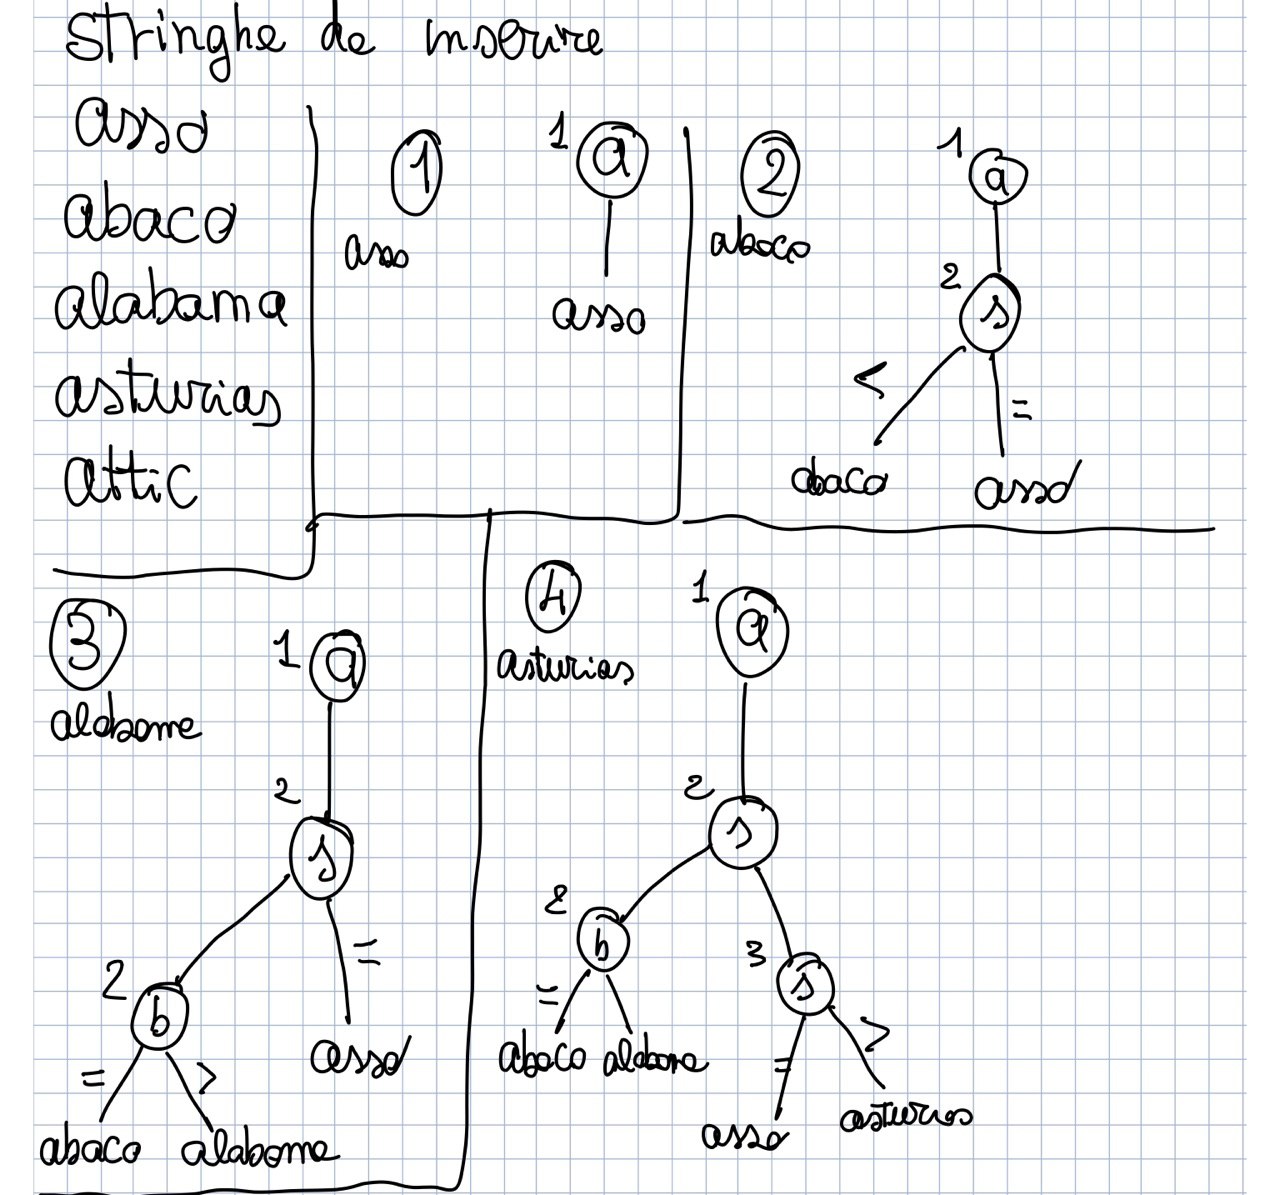 Stringhe da inserire
asso
abaco
alabama
asturias
attic
1
asso
1
a
asso
2
abaco
1
a
2
s
<
=
abaco
asso
3
alabama
1
a
2
s
=
2
b
=
>
asso
abaco
alabama
4
asturias
1
a
2
s
2
b
3
s
=
=
>
abaco alabama
asturias
asso